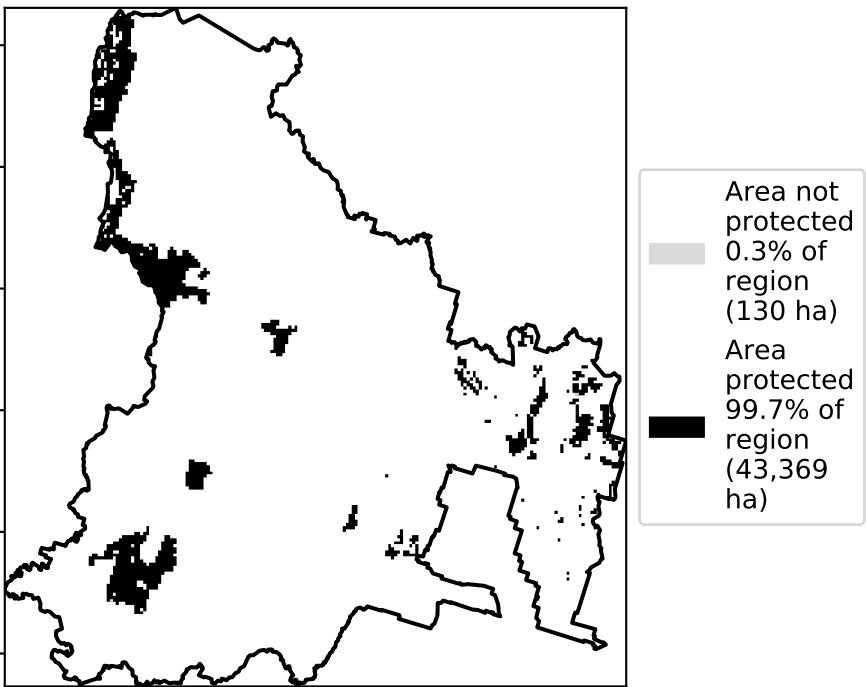 Area not
protected
0.3% of
region
(130 ha)
Area
protected
99.7% of
region
(43,369
ha)